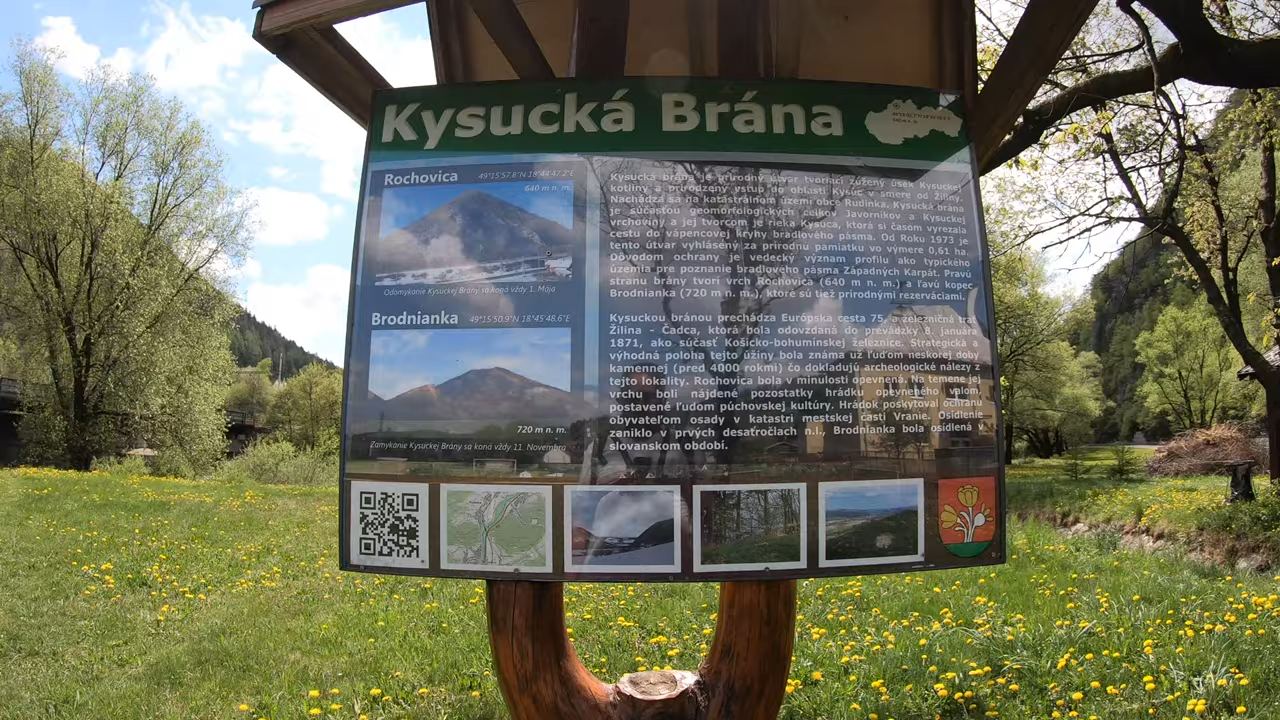 Kysucká Brána
Rochovica 49°15'57.8"N 18°44'47.2"E
640 m n. m.
Odomykanie Kysuckej Brány sa koná vždy 1. Mája
Brodnianka 49°15'50.9"N 18°45'48.6"E
720 m n. m.
Zamykanie Kysuckej Brány sa koná vždy 11. Novembra
Kysucká brána je prírodný útvar tvoriaci zúžený úsek Kysuckej
kotliny a prirodzený vstup do oblasti Kysúc v smere od Žiliny.
Nachádza sa na katastrálnom území obce Rudinka. Kysucká brána
je súčasťou geomorfologických celkov Javorníkov a Kysuckej
vrchoviny a jej tvorcom je rieka Kysuca, ktorá si časom vyrezala
cestu do vápencovej kryhy bradlového pásma. Od Roku 1973 je
tento útvar vyhlásený za prírodnú pamiatku vo výmere 0,61 ha.
Dôvodom ochrany je vedecký význam profilu ako typického
územia pre poznanie bradlového pásma Západných Karpát. Pravú
stranu brány tvorí vrch Rochovica (640 m n. m.) a ľavú kopec
Brodnianka (720 m n. m.), ktoré sú tiež prírodnými rezerváciami.
Kysuckou bránou prechádza Európska cesta 75, a železničná trať
Žilina - Čadca, ktorá bola odovzdaná do prevádzky 8. januára
1871, ako súčasť Košicko-bohumínskej železnice. Strategická a
výhodná poloha tejto úžiny bola známa už ľuďom neskorej doby
kamennej (pred 4000 rokmi) čo dokladujú archeologické nálezy z
tejto lokality. Rochovica bola v minulosti opevnená. Na temene jej
vrchu boli nájdené pozostatky hrádku opevneného valom,
postavené ľudom púchovskej kultúry. Hrádok poskytoval ochranu
obyvateľom osady v katastri mestskej časti Vranie. Osídlenie
zaniklo v prvých desaťročiach n.l., Brodnianka bola osídlená v
slovanskom období.